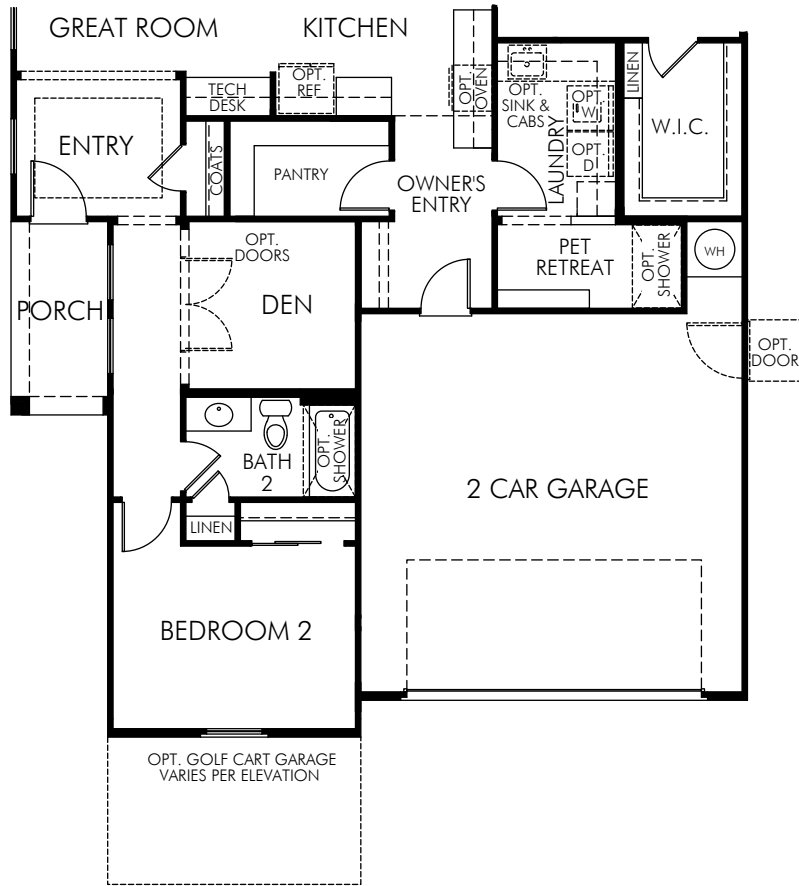 GREAT ROOM
KITCHEN
TECH
DESK
OPT.
REF
OPT.
OVEN
OPT.
SINK &
CABS
OPT.
W
OPT.
D
LAUNDRY
LINEN
W.I.C.
ENTRY
COATS
PANTRY
OWNER'S
ENTRY
OPT.
DOORS
DEN
PET
RETREAT
OPT.
SHOWER
WH
PORCH
OPT.
DOOR
BATH
2
OPT.
SHOWER
LINEN
2 CAR GARAGE
BEDROOM 2
OPT. GOLF CART GARAGE
VARIES PER ELEVATION